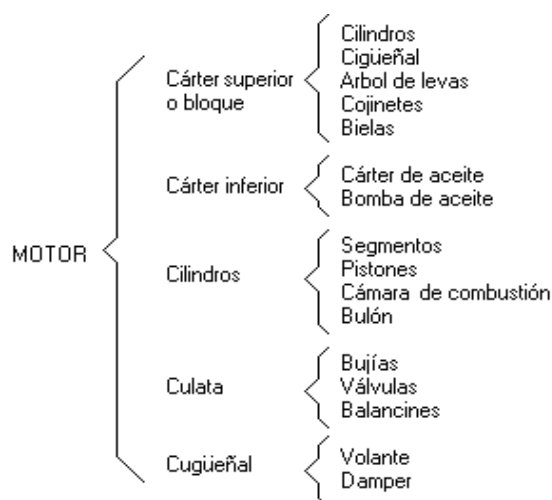 MOTOR
Cárter superior
o bloque
Cilindros
Cigüeñal
Arbol de levas
Cojinetes
Bielas
Cárter inferior
Cárter de aceite
Bomba de aceite
Cilindros
Segmentos
Pistones
Cámara de combustión
Bulón
Culata
Bujías
Válvulas
Balancines
Cugüeñal
Volante
Damper